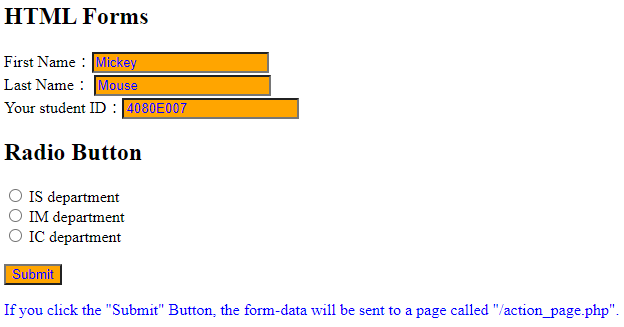 HTML Forms
First Name：Mickey
Last Name： Mouse
Your student ID：4080E007
Radio Button
IS department
IM department
IC department
Submit
If you click the "Submit" Button, the form-data will be sent to a page called "/action_page.php".